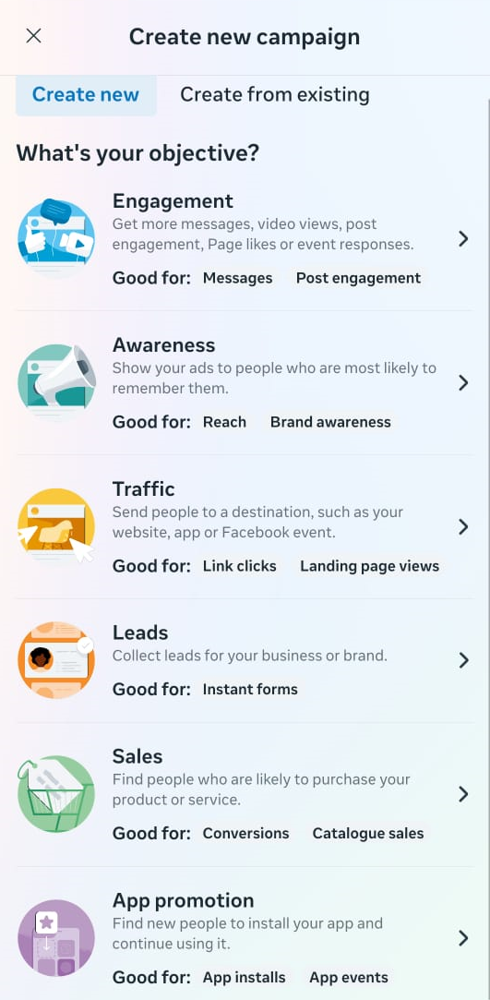 Create new campaign
Create new
Create from existing
What's your objective?
Engagement
Get more messages, video views, post
engagement, Page likes or event responses.
Good for: Messages Post engagement
Awareness
Show your ads to people who are most likely to
remember them.
Good for: Reach Brand awareness
Traffic
Send people to a destination, such as your
website, app or Facebook event.
Good for: Link clicks Landing page views
Leads
Collect leads for your business or brand.
Good for: Instant forms
Sales
Find people who are likely to purchase your
product or service.
Good for: Conversions Catalogue sales
App promotion
Find new people to install your app and
continue using it.
Good for: App installs App events